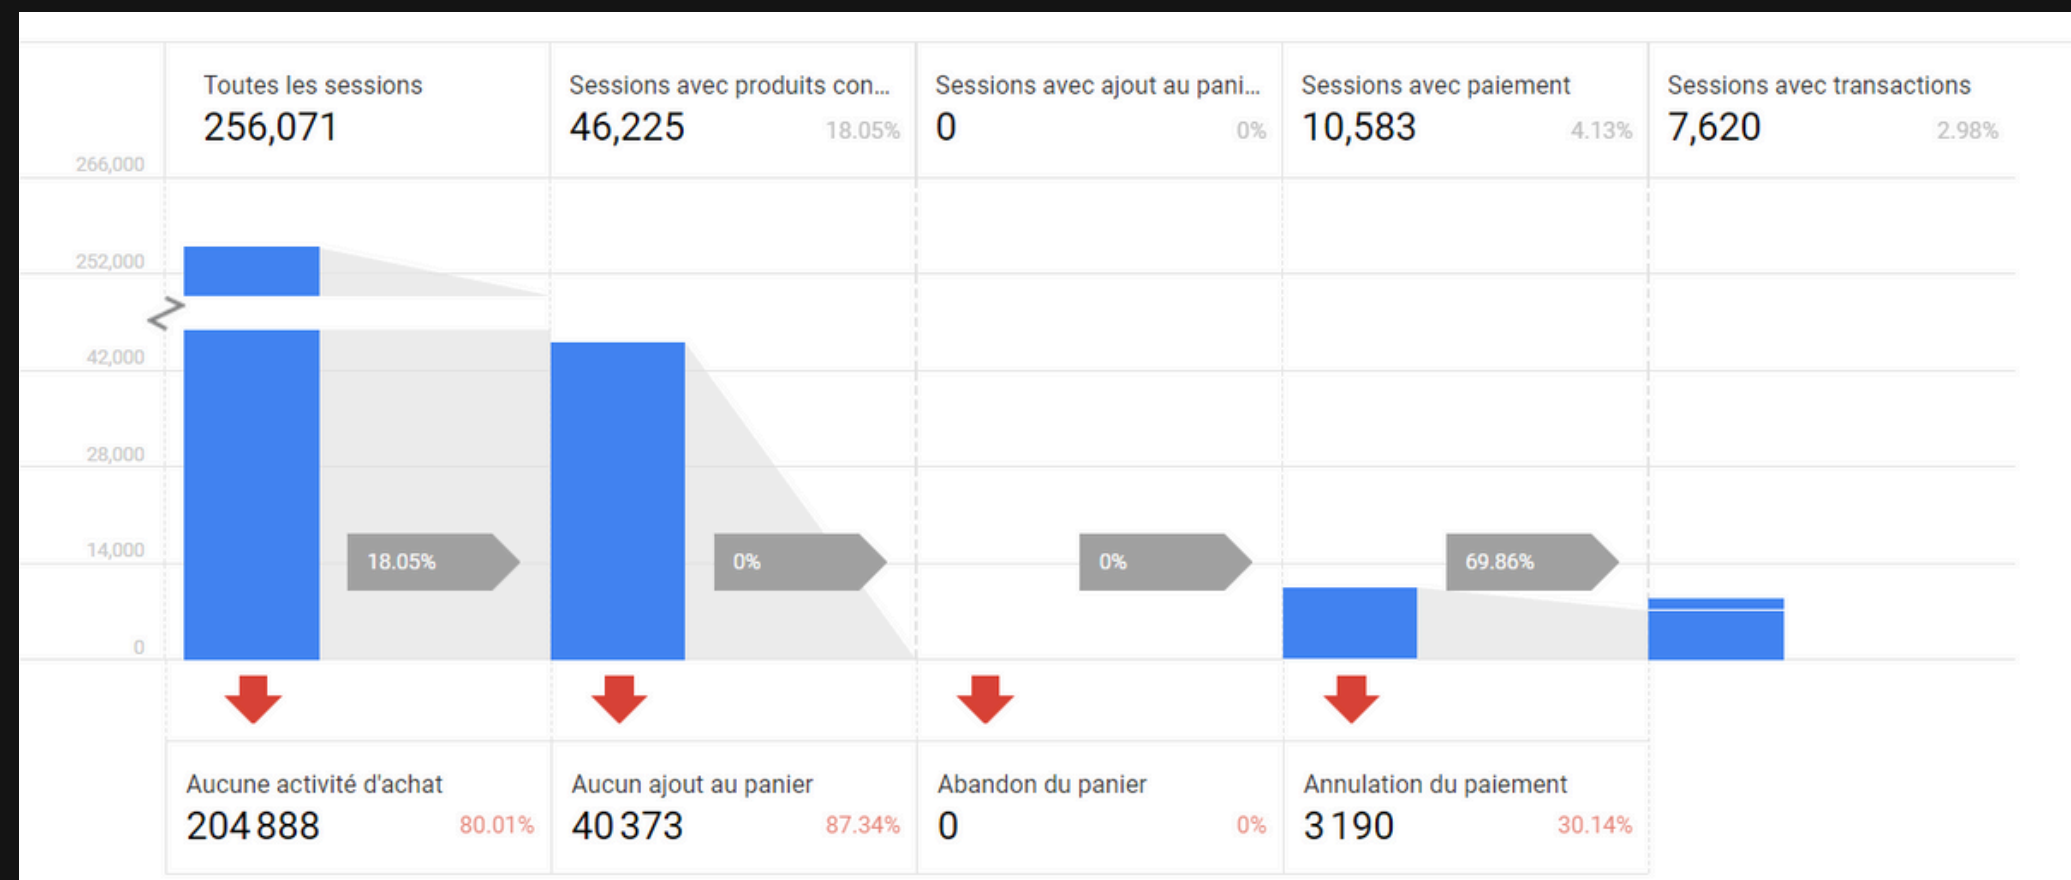 Toutes les sessions
256,071
Sessions avec produits con...
46,225 18.05%
Sessions avec ajout au pani...
0 0%
Sessions avec paiement
10,583 4.13%
Sessions avec transactions
7,620 2.98%
266,000
252,000
42,000
28,000
14,000
0
18.05%
0%
0%
69.86%
Aucune activité d'achat
204 888 80.01%
Aucun ajout au panier
40 373 87.34%
Abandon du panier
0 0%
Annulation du paiement
3 190 30.14%